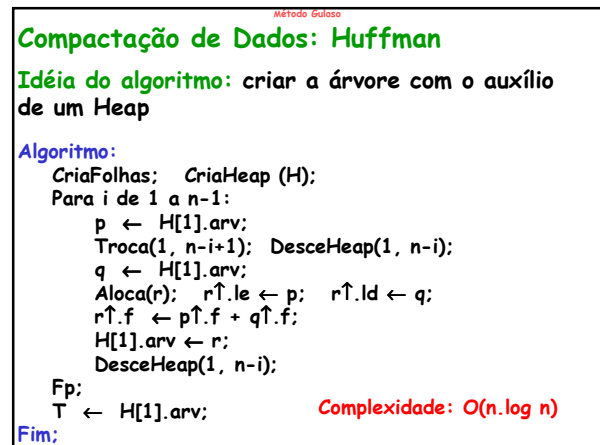 Método Guloso
Compactação de Dados: Huffman
Idéia do algoritmo: criar a árvore com o auxílio
de um Heap
Algoritmo:
CriaFolhas; CriaHeap (H);
Para i de 1 a n-1:
p ← H[1].arv;
Troca(1, n-i+1); DesceHeap(1, n-i);
q ← H[1].arv;
Aloca(r); r↑.le ← p; r↑.ld ← q;
r↑.f ← p↑.f + q↑.f;
H[1].arv ← r;
DesceHeap(1, n-i);
Fp;
T ← H[1].arv; Complexidade: O(n.log n)
Fim;